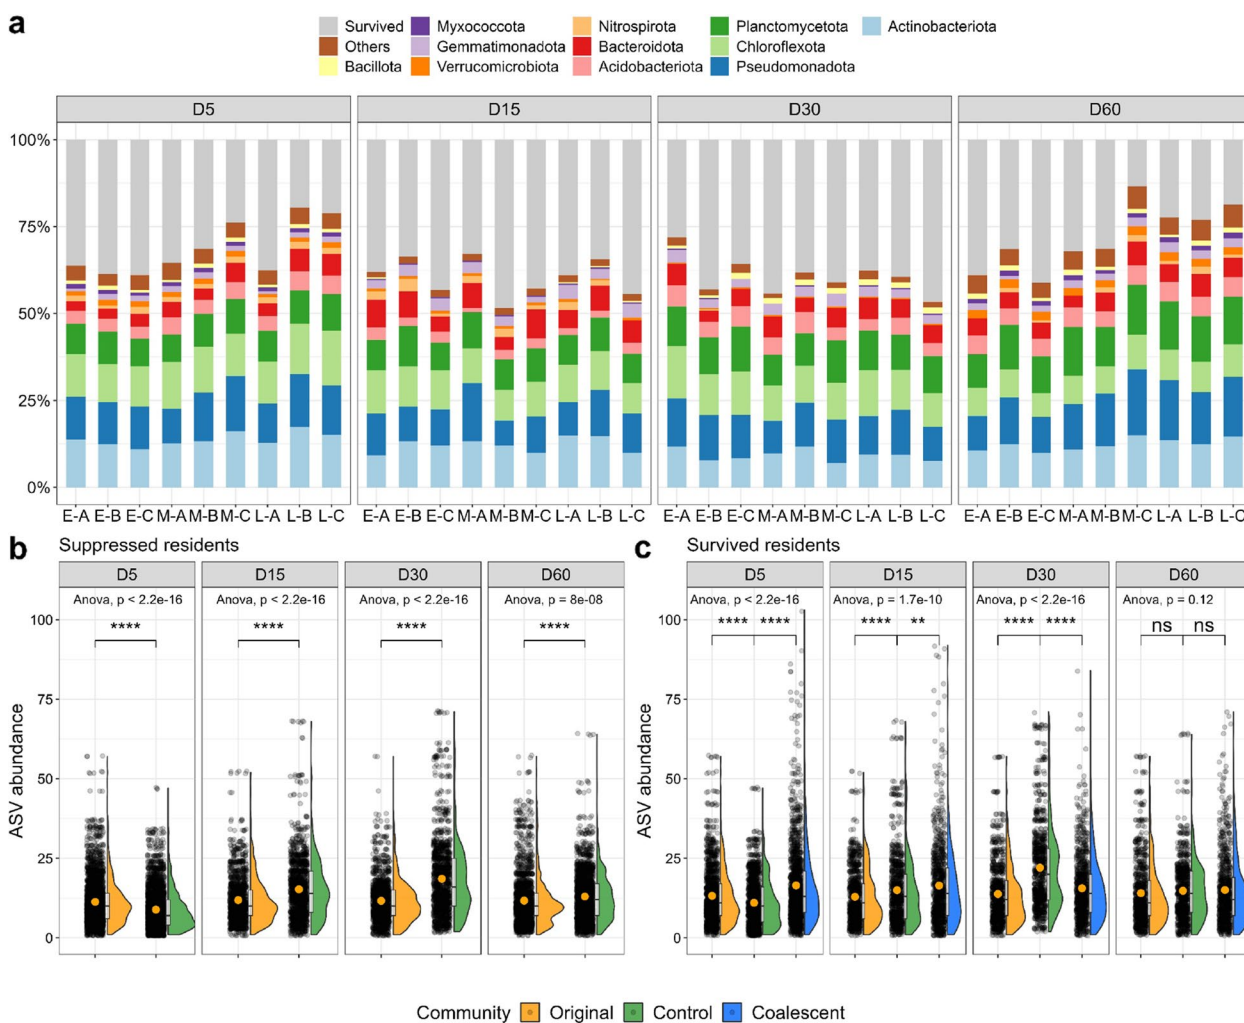 a
Survived Myxococcota Nitrospirota Planctomycetota Actinobacteriota
Others Gemmatimonadota Bacteroidota Chloroflexota
Bacillota Verrucomicrobiota Acidobacteriota Pseudomonadota
D5 D15 D30 D60
100%
75%
50%
25%
0%
E-A E-B E-C M-A M-B M-C L-A L-B L-C E-A E-B E-C M-A M-B M-C L-A L-B L-C E-A E-B E-C M-A M-B M-C L-A L-B L-C E-A E-B E-C M-A M-B M-C L-A L-B L-C
b Suppressed residents
D5 D15 D30 D60
Anova, p < 2.2e-16 Anova, p < 2.2e-16 Anova, p < 2.2e-16 Anova, p = 8e-08
**** **** **** ****
ASV abundance
100
75
50
25
0
c Survived residents
D5 D15 D30 D60
Anova, p < 2.2e-16 Anova, p = 1.7e-10 Anova, p < 2.2e-16 Anova, p = 0.12
**** **** **** ** **** **** ns ns
ASV abundance
100
75
50
25
0
Community Original Control Coalescent